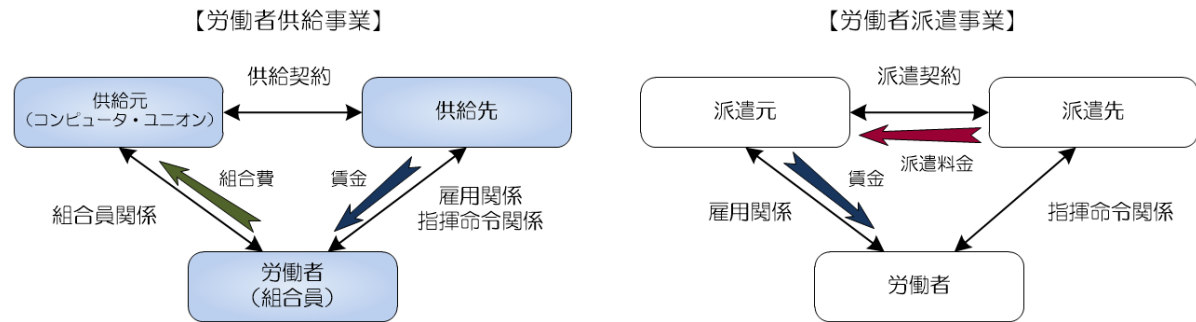 【労働者供給事業】
供給契約
供給元
（コンピュータ・ユニオン）
供給先
組合費
賃金
組合員関係
雇用関係
指揮命令関係
労働者
（組合員）
【労働者派遣事業】
派遣契約
派遣元
派遣先
派遣料金
賃金
雇用関係
指揮命令関係
労働者